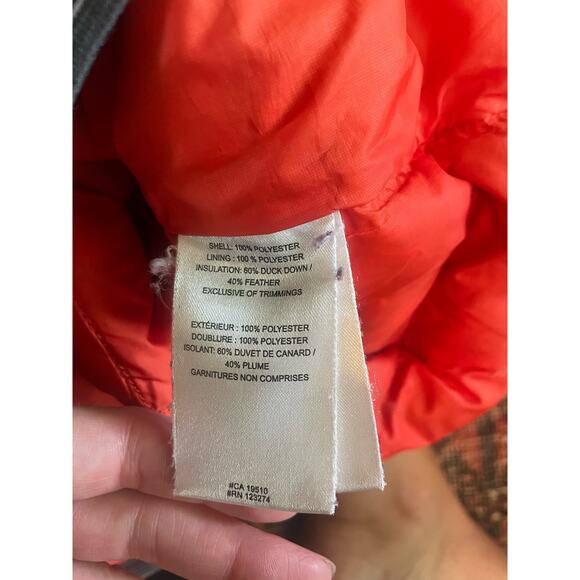 SHELL: 100% POLYESTER
LINING : 100 % POLYESTER
INSULATION: 60% DUCK DOWN /
40% FEATHER
EXCLUSIVE OF TRIMMINGS
EXTÉRIEUR : 100% POLYESTER
DOUBLURE : 100% POLYESTER
ISOLANT: 60% DUVET DE CANARD /
40% PLUME
GARNITURES NON COMPRISES
#CA 19510
#RN 123274